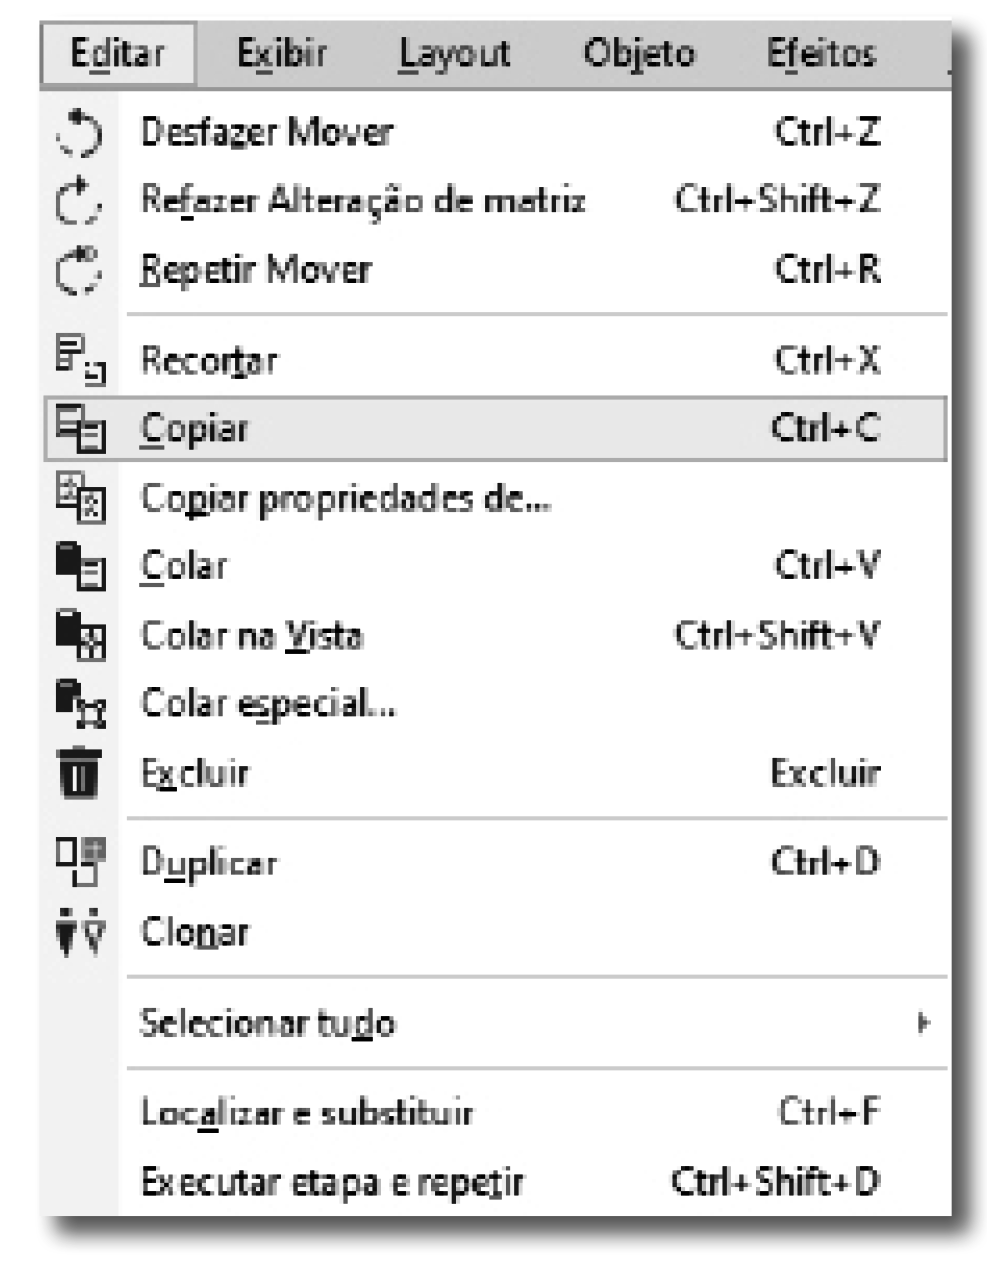 Editar Exibir Layout Objeto Efeitos
Desfazer Mover Ctrl+Z
Refazer Alteração de matriz Ctrl+Shift+Z
Repetir Mover Ctrl+R
Recortar Ctrl+X
Copiar Ctrl+C
Copiar propriedades de...
Colar Ctrl+V
Colar na Vista Ctrl+Shift+V
Colar especial...
Excluir Excluir
Duplicar Ctrl+D
Clonar
Selecionar tudo
Localizar e substituir Ctrl+F
Executar etapa e repetir Ctrl+Shift+D